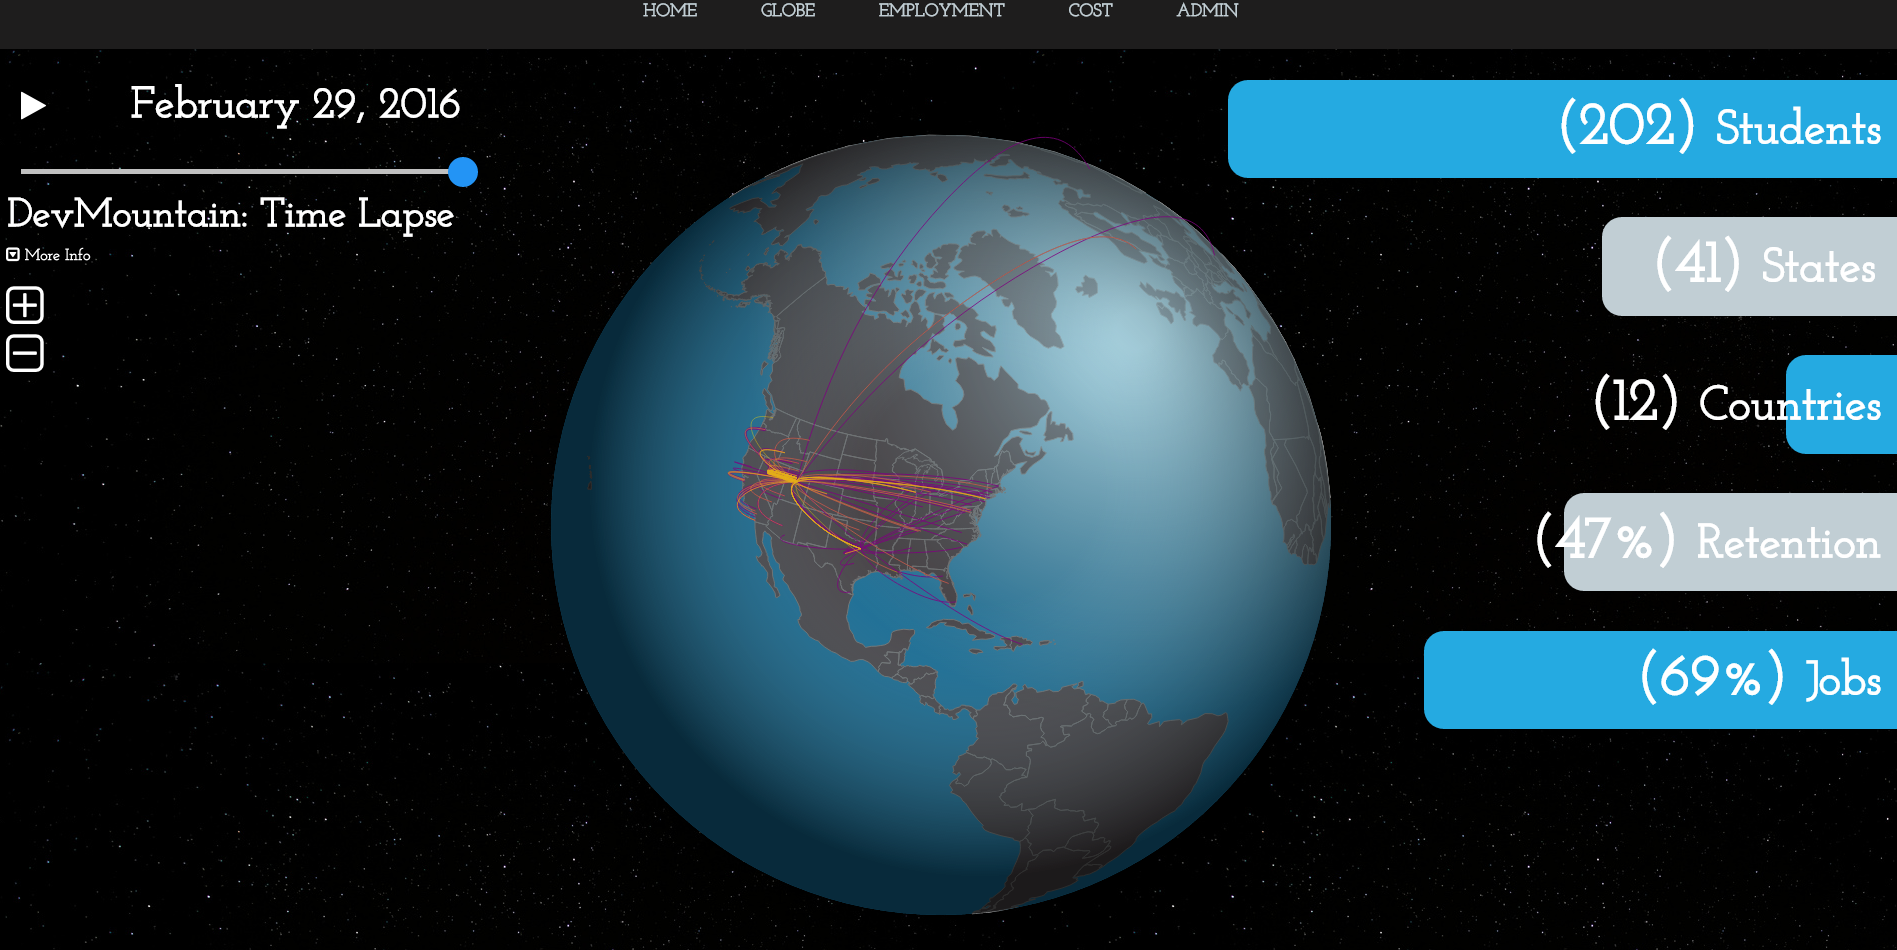 HOME GLOBE EMPLOYMENT COST ADMIN
February 29, 2016
DevMountain: Time Lapse
More Info
(202) Students
(41) States
(12) Countries
(47%) Retention
(69%) Jobs